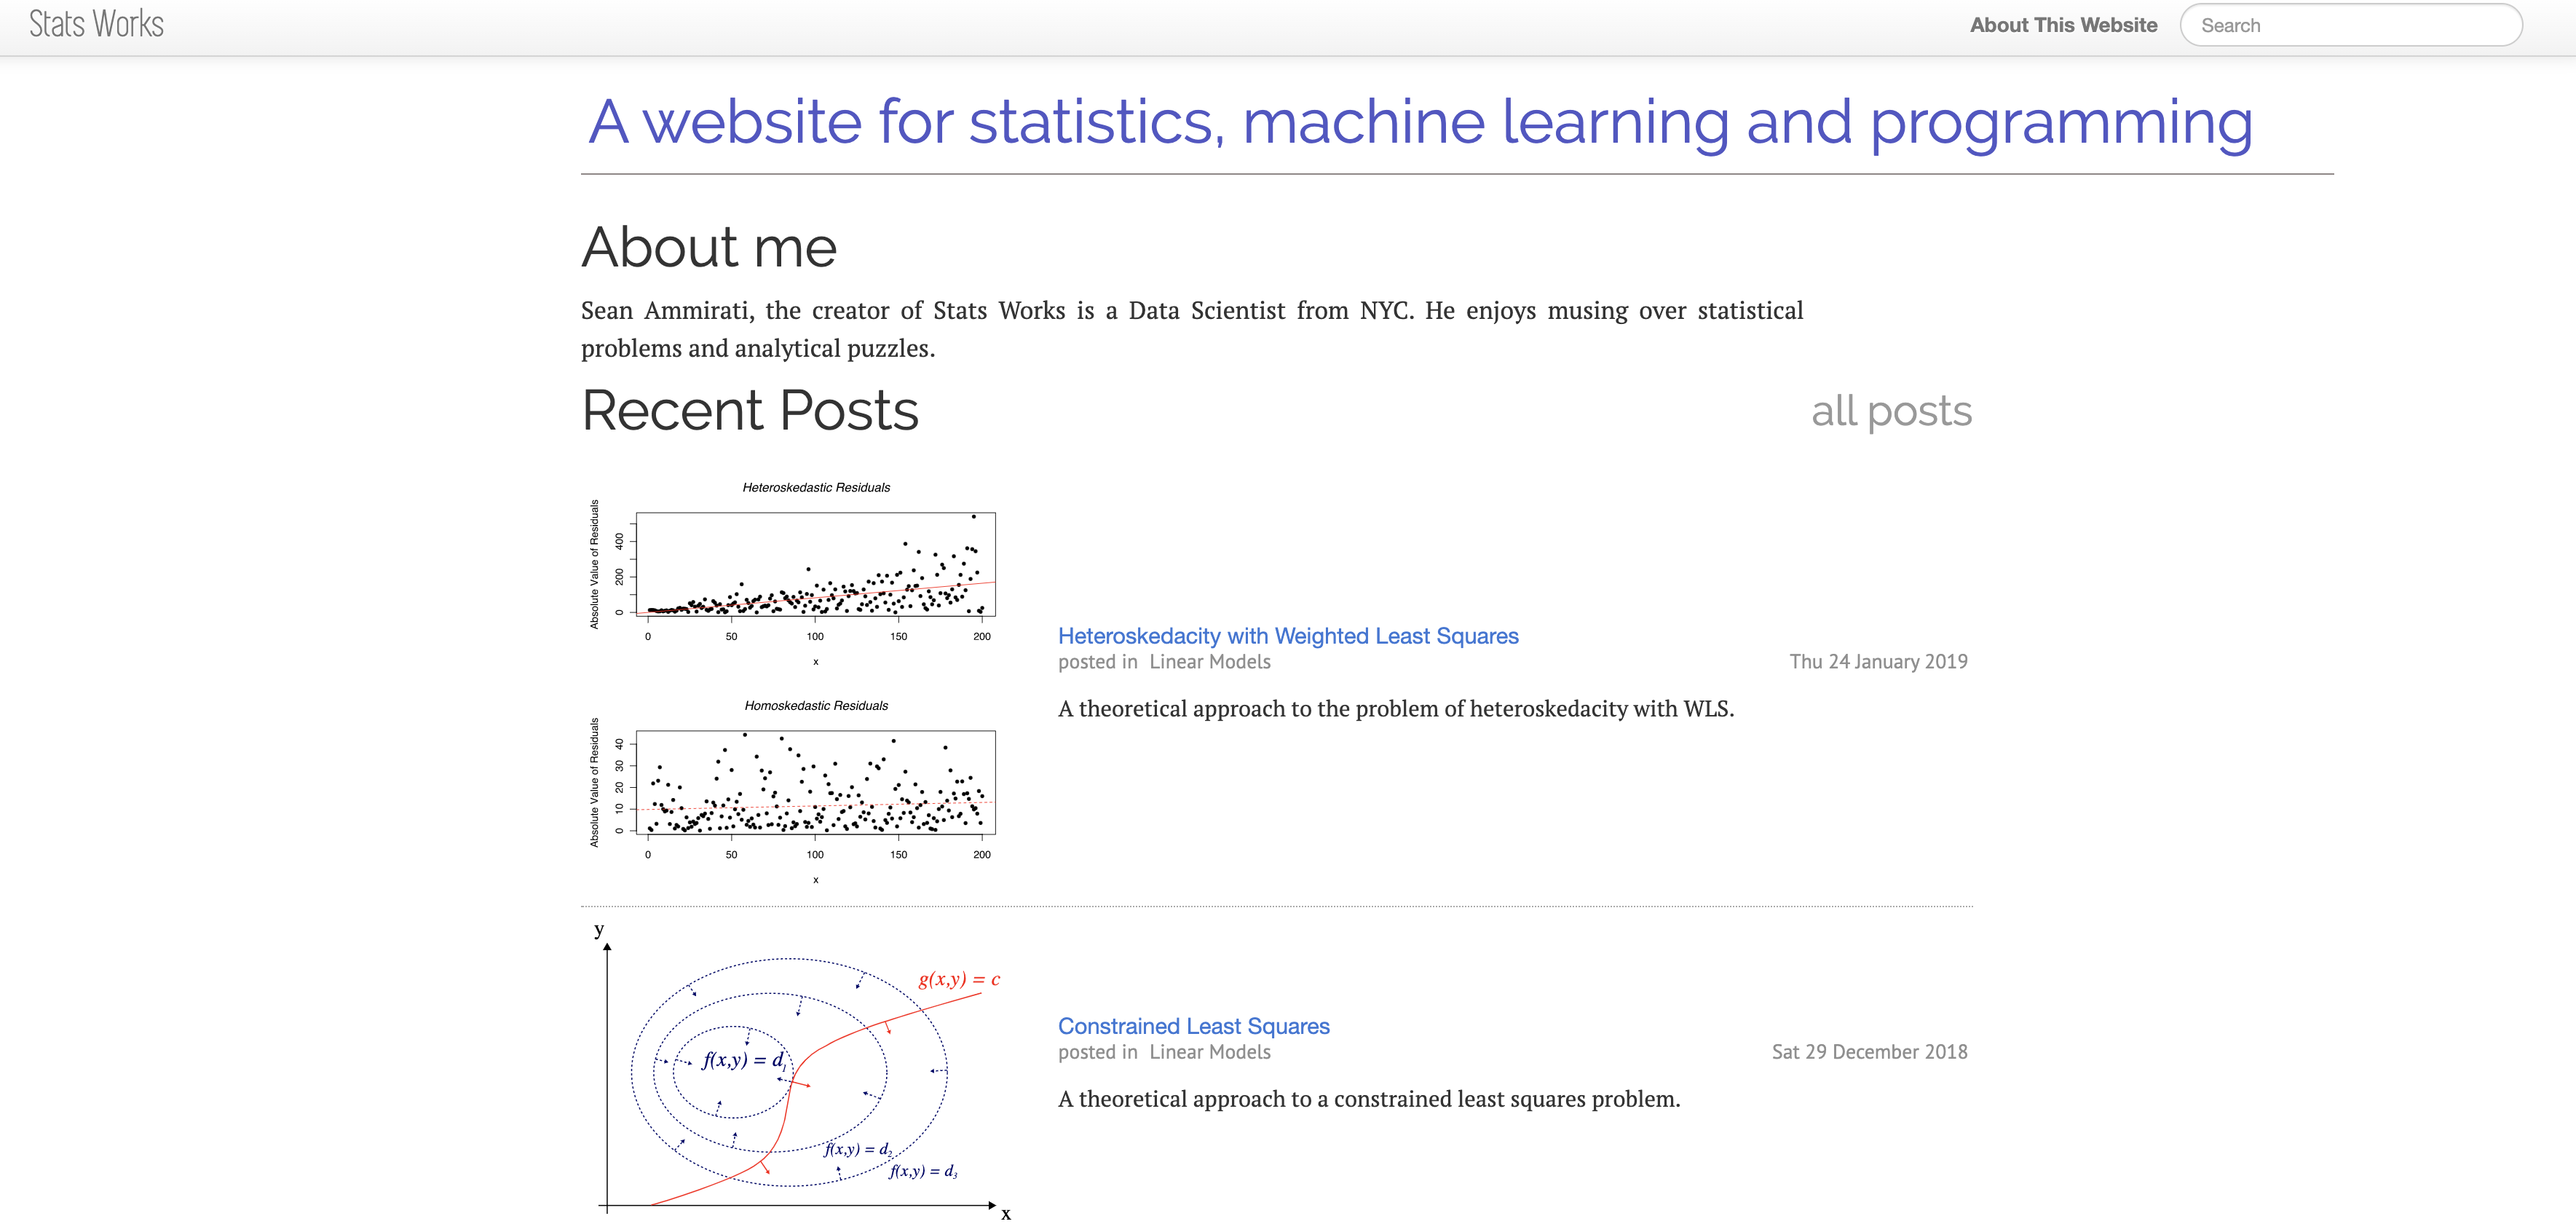 Stats Works
About This Website
Search
A website for statistics, machine learning and programming
About me
Sean Ammirati, the creator of Stats Works is a Data Scientist from NYC. He enjoys musing over statistical
problems and analytical puzzles.
Recent Posts
all posts
Heteroskedastic Residuals
Absolute Value of Residuals
400
200
0
0 50 100 150 200
x
Homoskedastic Residuals
Absolute Value of Residuals
40
30
20
10
0
0 50 100 150 200
x
Heteroskedacity with Weighted Least Squares
posted in Linear Models
Thu 24 January 2019
A theoretical approach to the problem of heteroskedacity with WLS.
y
g(x,y) = c
f(x,y) = d₁
f(x,y) = d₂
f(x,y) = d₃
x
Constrained Least Squares
posted in Linear Models
Sat 29 December 2018
A theoretical approach to a constrained least squares problem.